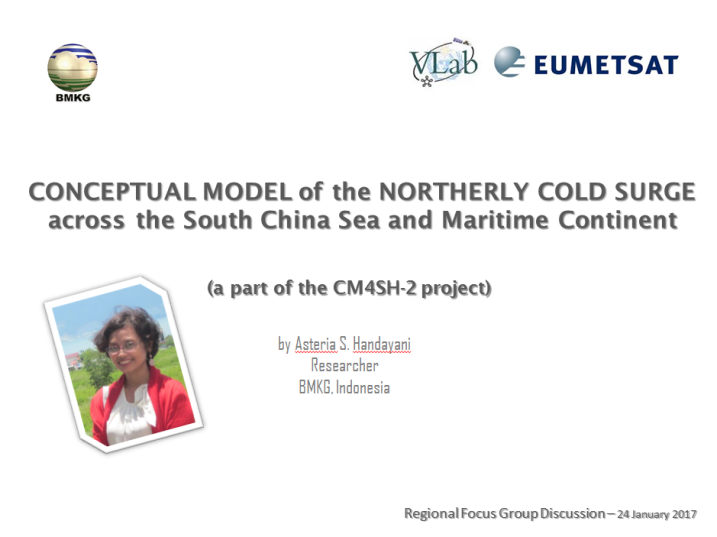 BMKG
VLab
EUMETSAT
CONCEPTUAL MODEL of the NORTHERLY COLD SURGE
across the South China Sea and Maritime Continent
(a part of the CM4SH-2 project)
by Asteria S. Handayani
Researcher
BMKG, Indonesia
Regional Focus Group Discussion – 24 January 2017